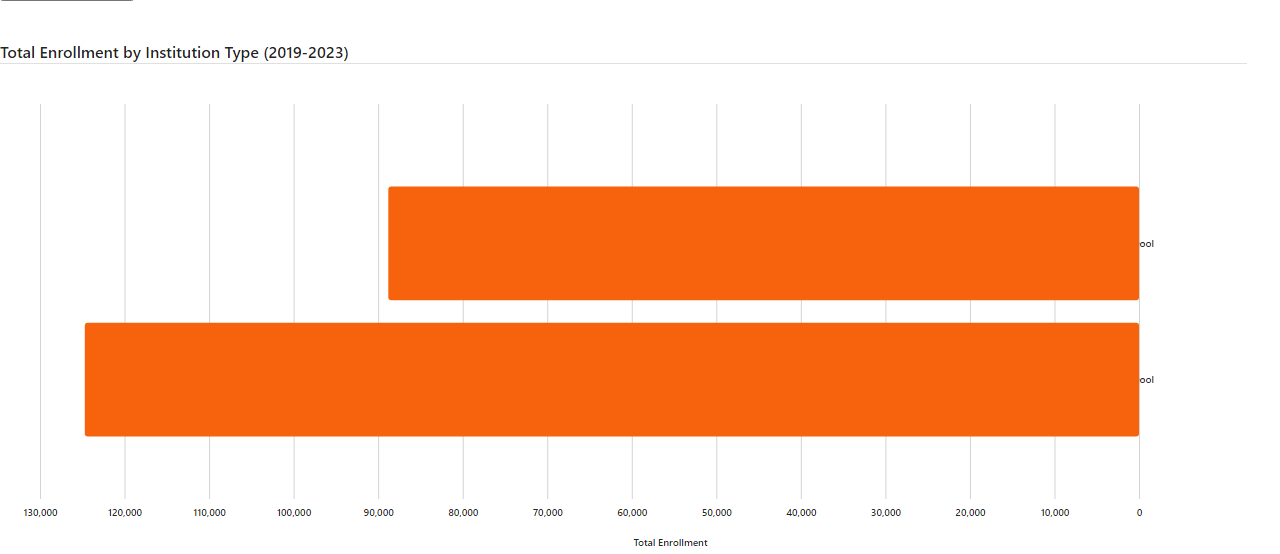 Total Enrollment by Institution Type (2019-2023)
ool
ool
130,000 120,000 110,000 100,000 90,000 80,000 70,000 60,000 50,000 40,000 30,000 20,000 10,000 0
Total Enrollment